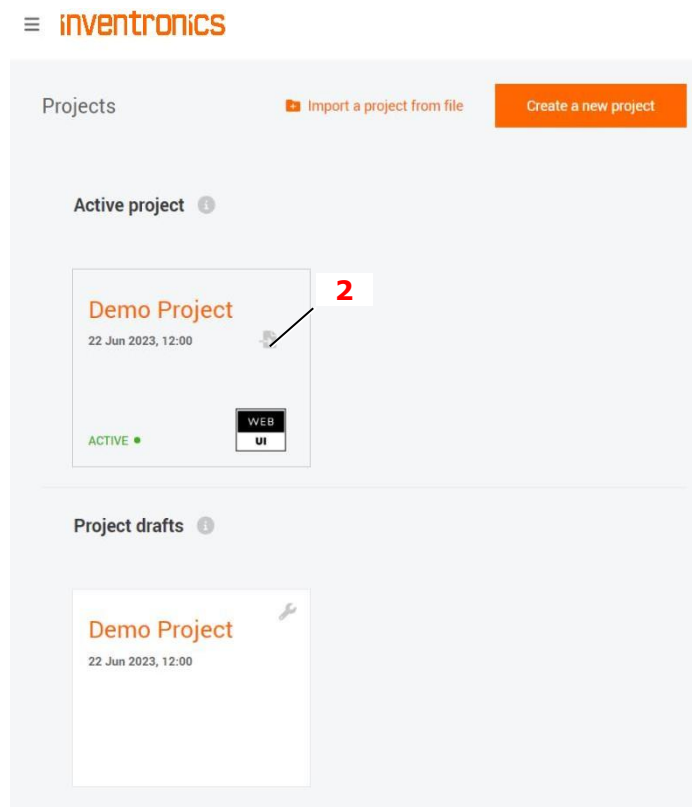 inventronics
Projects
Import a project from file
Create a new project
Active project
2
Demo Project
22 Jun 2023, 12:00
ACTIVE
WEB
UI
Project drafts
Demo Project
22 Jun 2023, 12:00